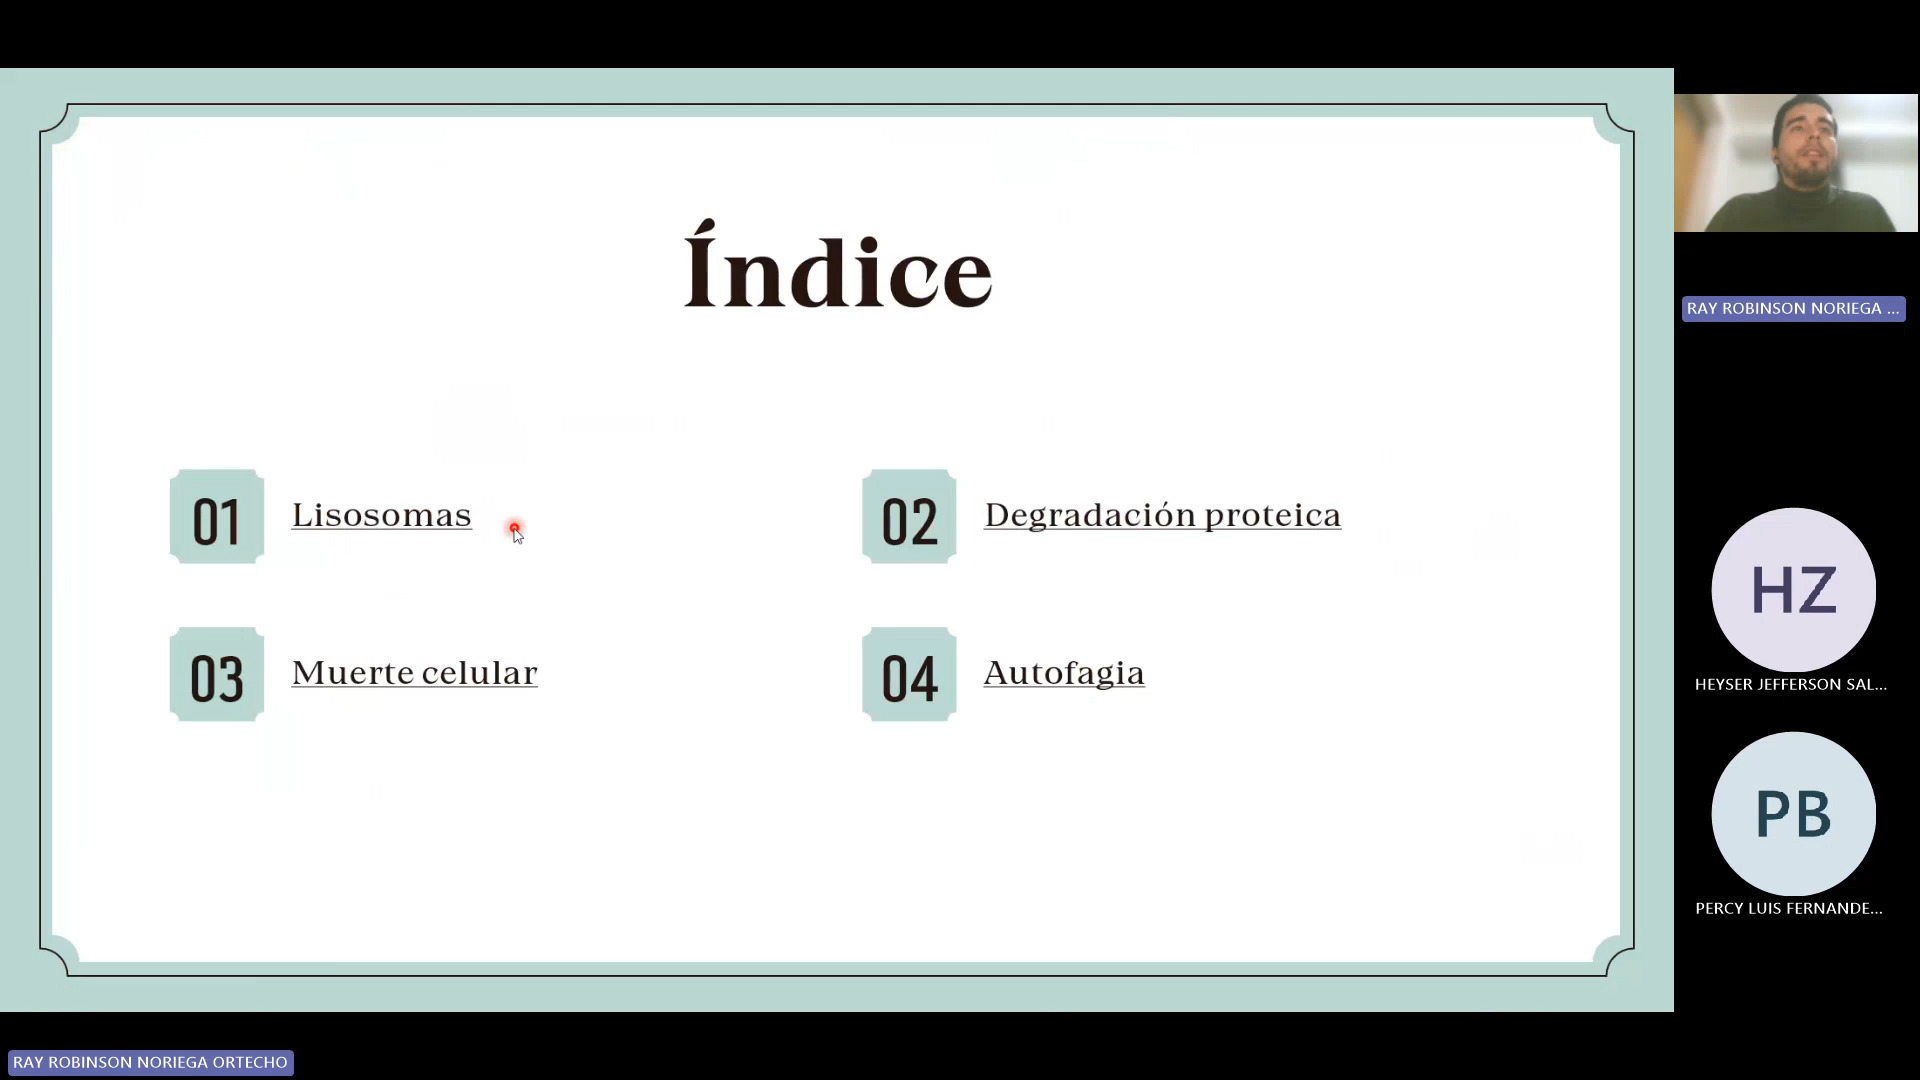 Índice
01 Lisosomas
02 Degradación proteica
03 Muerte celular
04 Autofagia
RAY ROBINSON NORIEGA ...
HZ
HEYSER JEFFERSON SAL...
PB
PERCY LUIS FERNANDE...
RAY ROBINSON NORIEGA ORTECHO